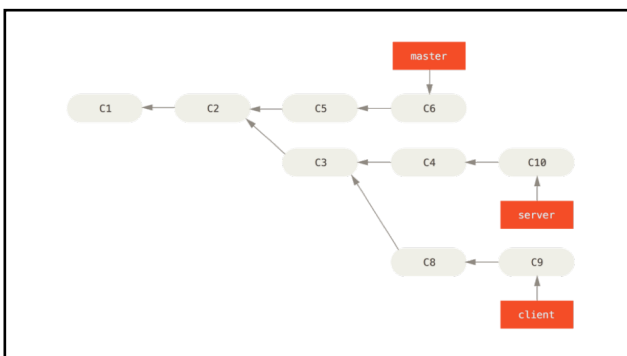 master
C1 C2 C5 C6
C3 C4 C10
server
C8 C9
client